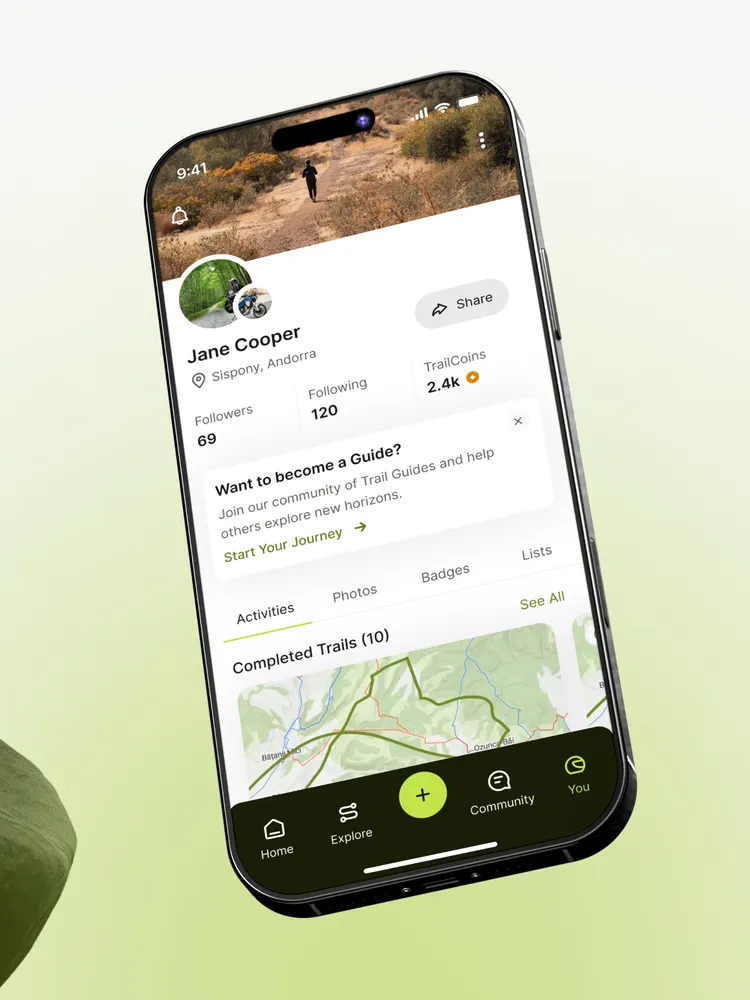 9:41
Share
Jane Cooper
Sispony, Andorra
Followers
69
Following
120
TrailCoins
2.4k
Want to become a Guide?
Join our community of Trail Guides and help
others explore new horizons.
Start Your Journey →
Activities
Photos
Badges
Lists
Completed Trails (10)
See All
Ozunca Băi
Home
Explore
+
Community
You